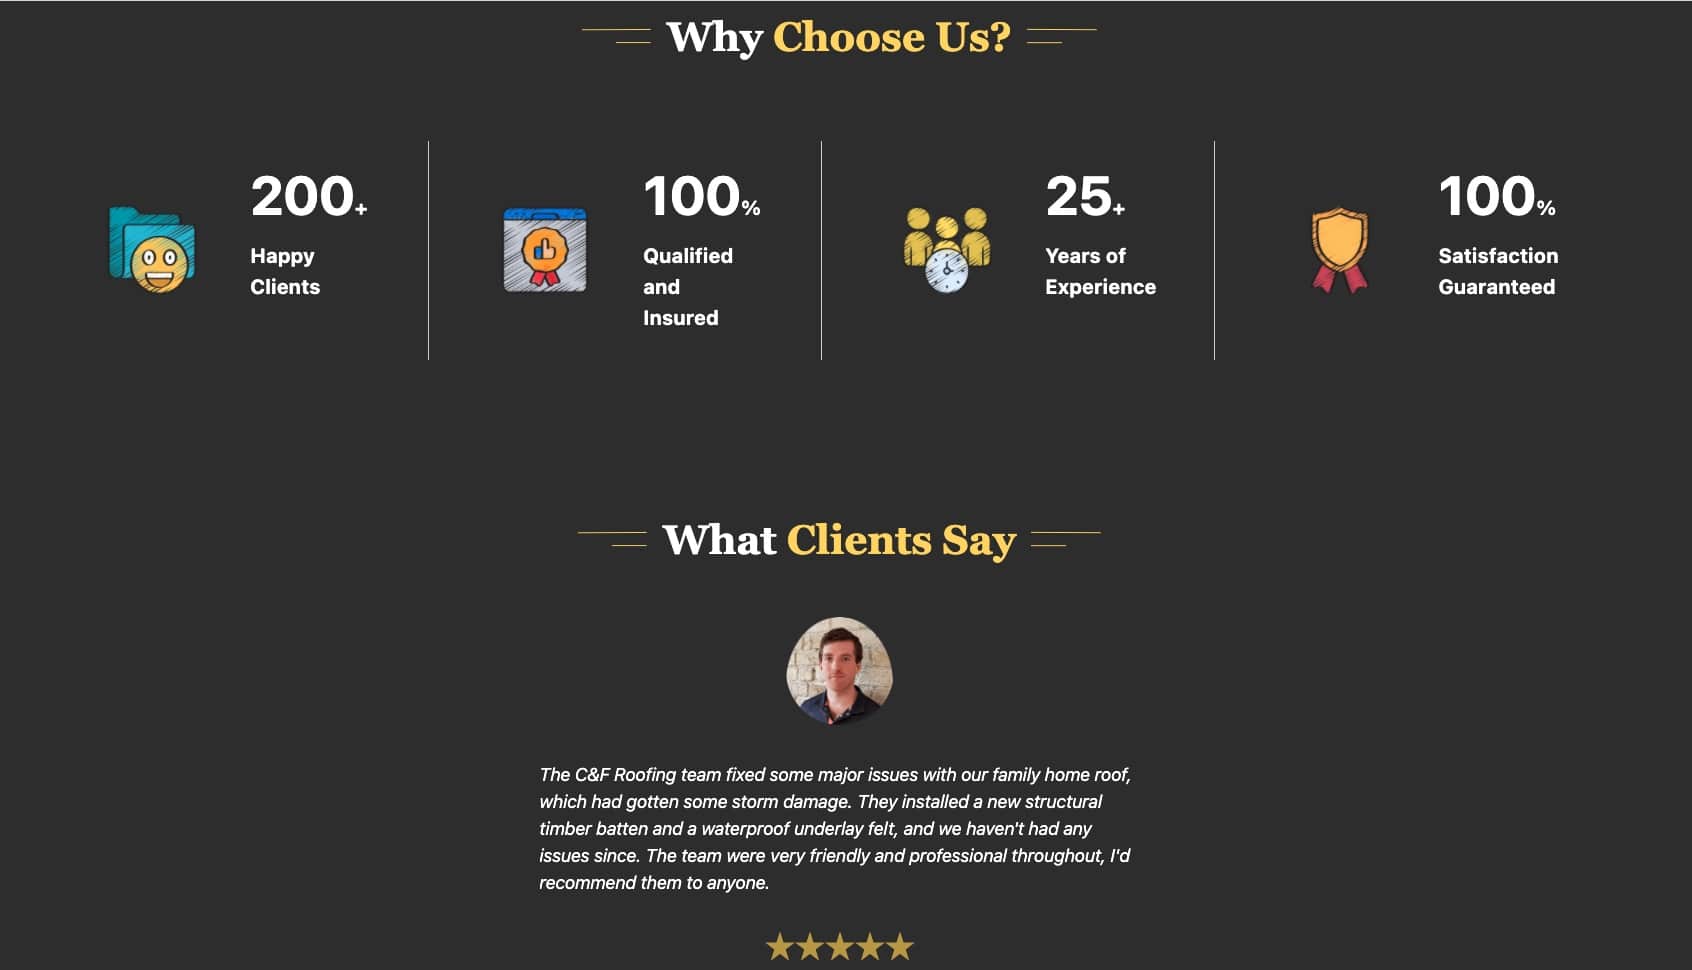 Why Choose Us?
200+
Happy
Clients
100%
Qualified
and
Insured
25+
Years of
Experience
100%
Satisfaction
Guaranteed
What Clients Say
The C&F Roofing team fixed some major issues with our family home roof,
which had gotten some storm damage. They installed a new structural
timber batten and a waterproof underlay felt, and we haven't had any
issues since. The team were very friendly and professional throughout, I'd
recommend them to anyone.